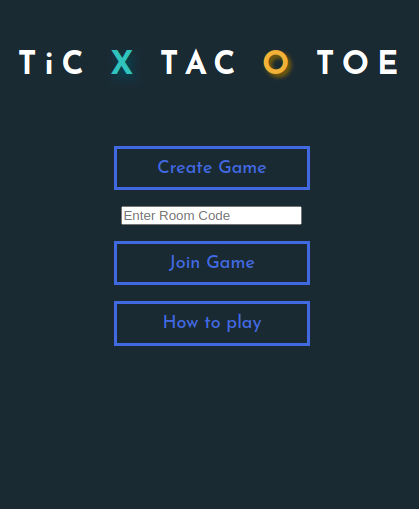 TiC X TAC O TOE
Create Game
Enter Room Code
Join Game
How to play